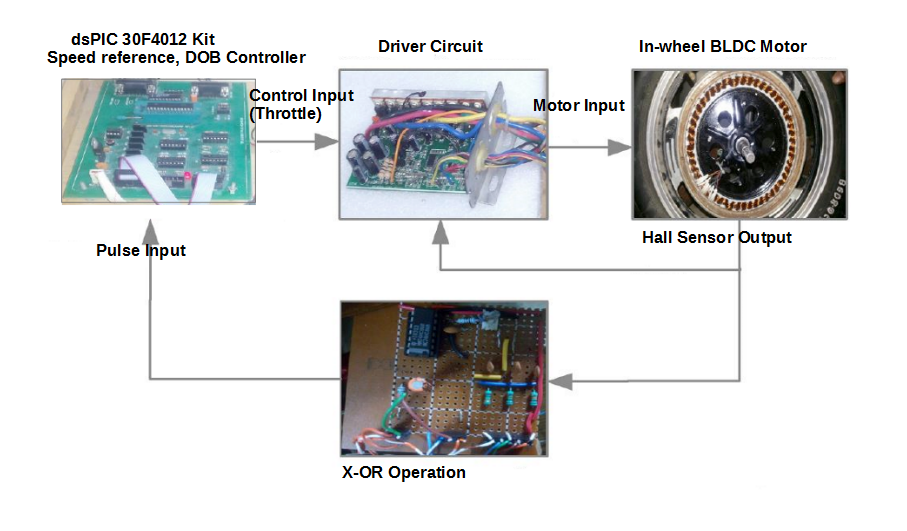 dsPIC 30F4012 Kit
Speed reference, DOB Controller
Driver Circuit
In-wheel BLDC Motor
Control Input
(Throttle)
Motor Input
Pulse Input
Hall Sensor Output
X-OR Operation